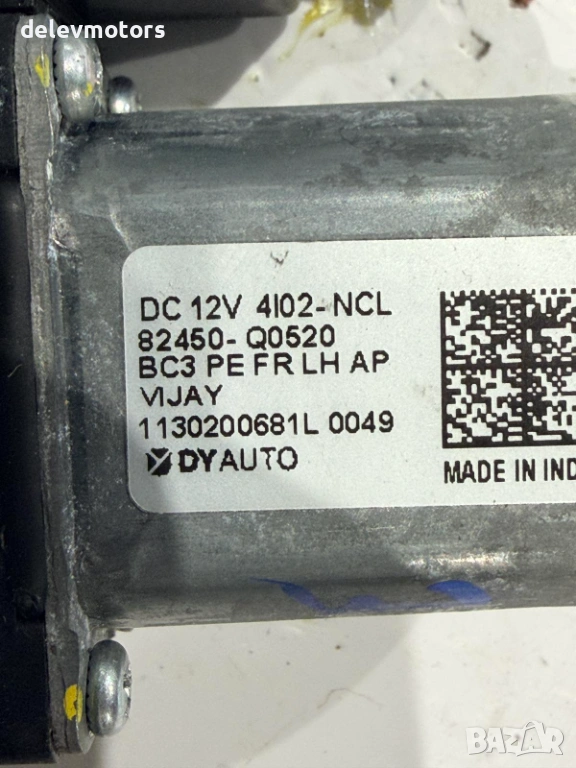 delevmotors
DC 12V 4I02-NCL
82450-Q0520
BC3 PE FR LH AP
VIJAY
1130200681L 0049
DYAUTO
MADE IN IND
BAZAR